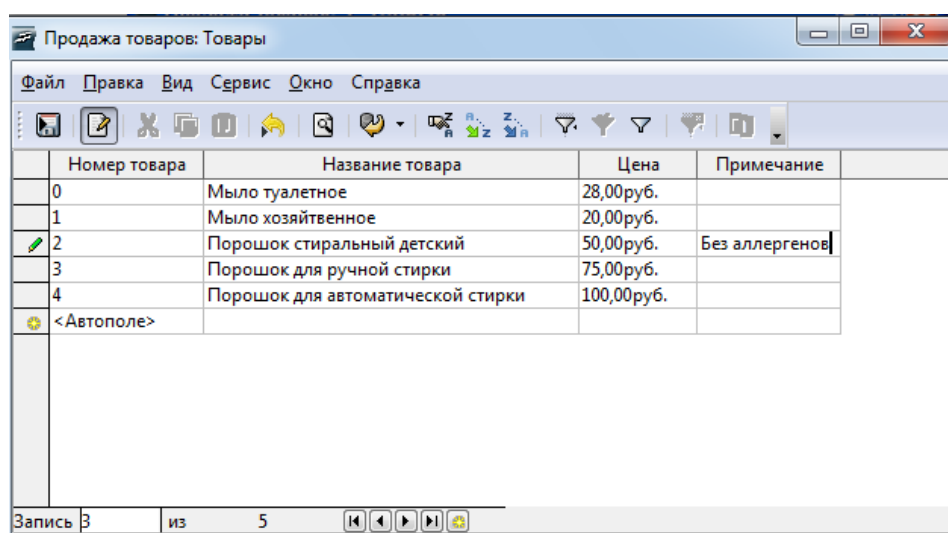 Продажа товаров: Товары
Файл Правка Вид Сервис Окно Справка
Номер товара Название товара Цена Примечание
0 Мыло туалетное 28,00руб.
1 Мыло хозяйтвенное 20,00руб.
2 Порошок стиральный детский 50,00руб. Без аллергенов
3 Порошок для ручной стирки 75,00руб.
4 Порошок для автоматической стирки 100,00руб.
<Автополе>
Запись 3 из 5